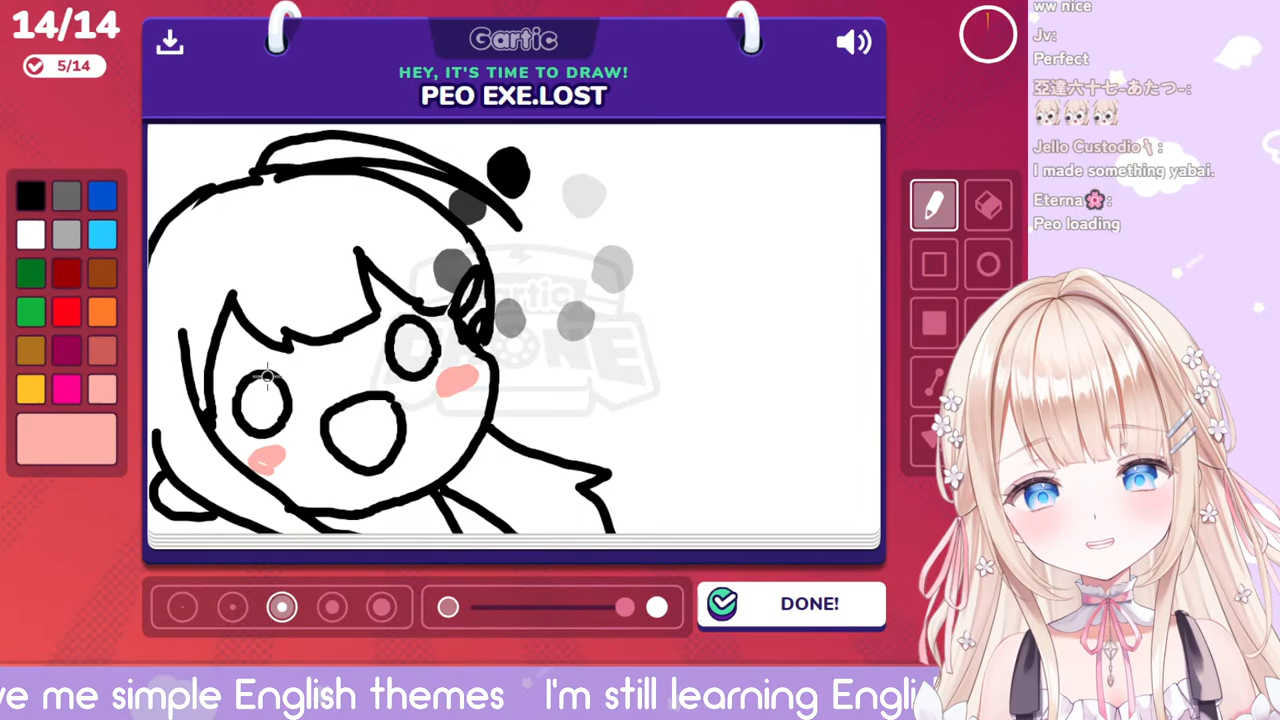 14/14
5/14
Gartic
HEY, IT'S TIME TO DRAW!
PEO EXE.LOST
Gartic
PHONE
DONE!
ww nice
Jv:
Perfect
亞達六十七-あたつ-:
Jello Custodio:
I made something yabai.
Eterna🌸:
Peo loading
ve me simple English themes I'm still learning Engli